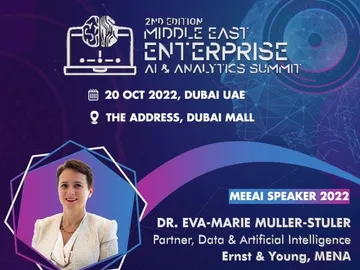 2ND EDITION
MIDDLE EAST
ENTERPRISE
AI & ANALYTICS SUMMIT
20 OCT 2022, DUBAI UAE
THE ADDRESS, DUBAI MALL
MEEAI SPEAKER 2022
DR. EVA-MARIE MULLER-STULER
Partner, Data & Artificial Intelligence
Ernst & Young, MENA